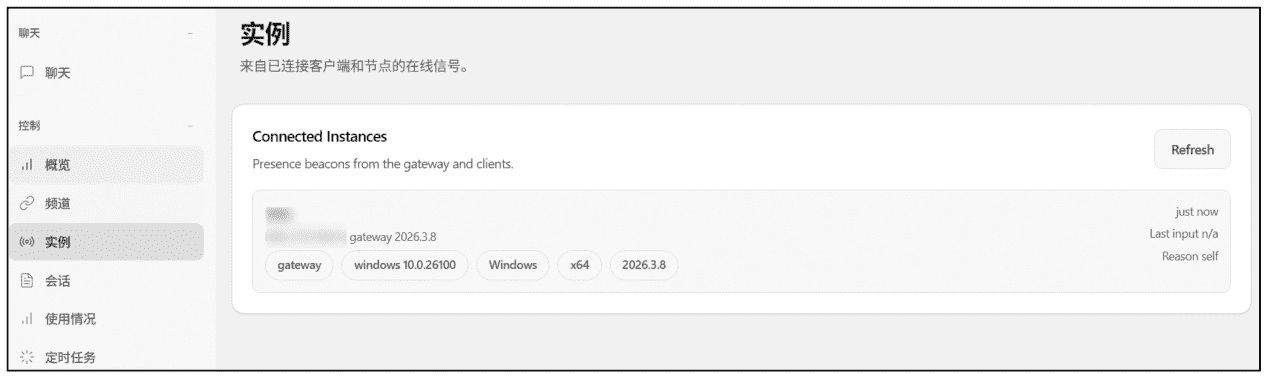 聊天
聊天
控制
概览
频道
实例
会话
使用情况
定时任务
实例
来自已连接客户端和节点的在线信号。
Connected Instances
Presence beacons from the gateway and clients.
Refresh
gateway 2026.3.8
gateway
windows 10.0.26100
Windows
x64
2026.3.8
just now
Last input n/a
Reason self